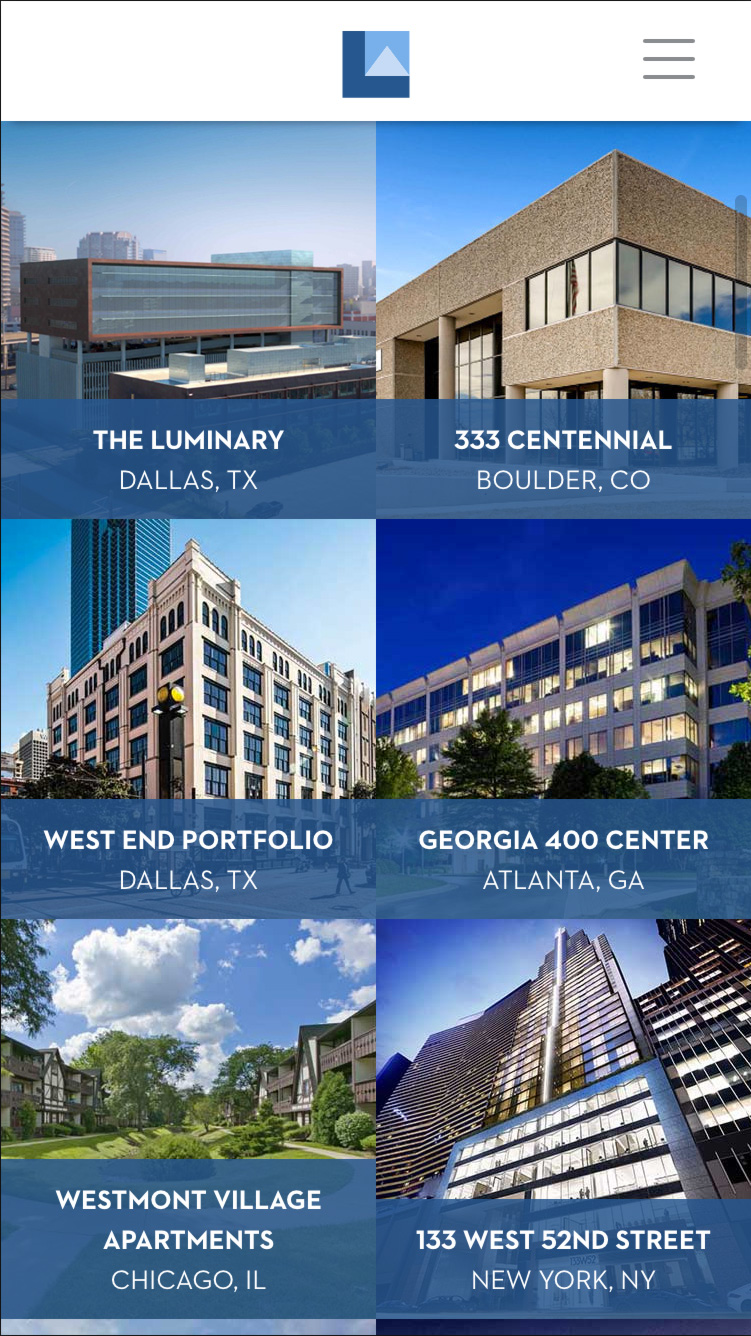 THE LUMINARY
DALLAS, TX
333 CENTENNIAL
BOULDER, CO
WEST END PORTFOLIO
DALLAS, TX
GEORGIA 400 CENTER
ATLANTA, GA
WESTMONT VILLAGE
APARTMENTS
CHICAGO, IL
133 WEST 52ND STREET
NEW YORK, NY